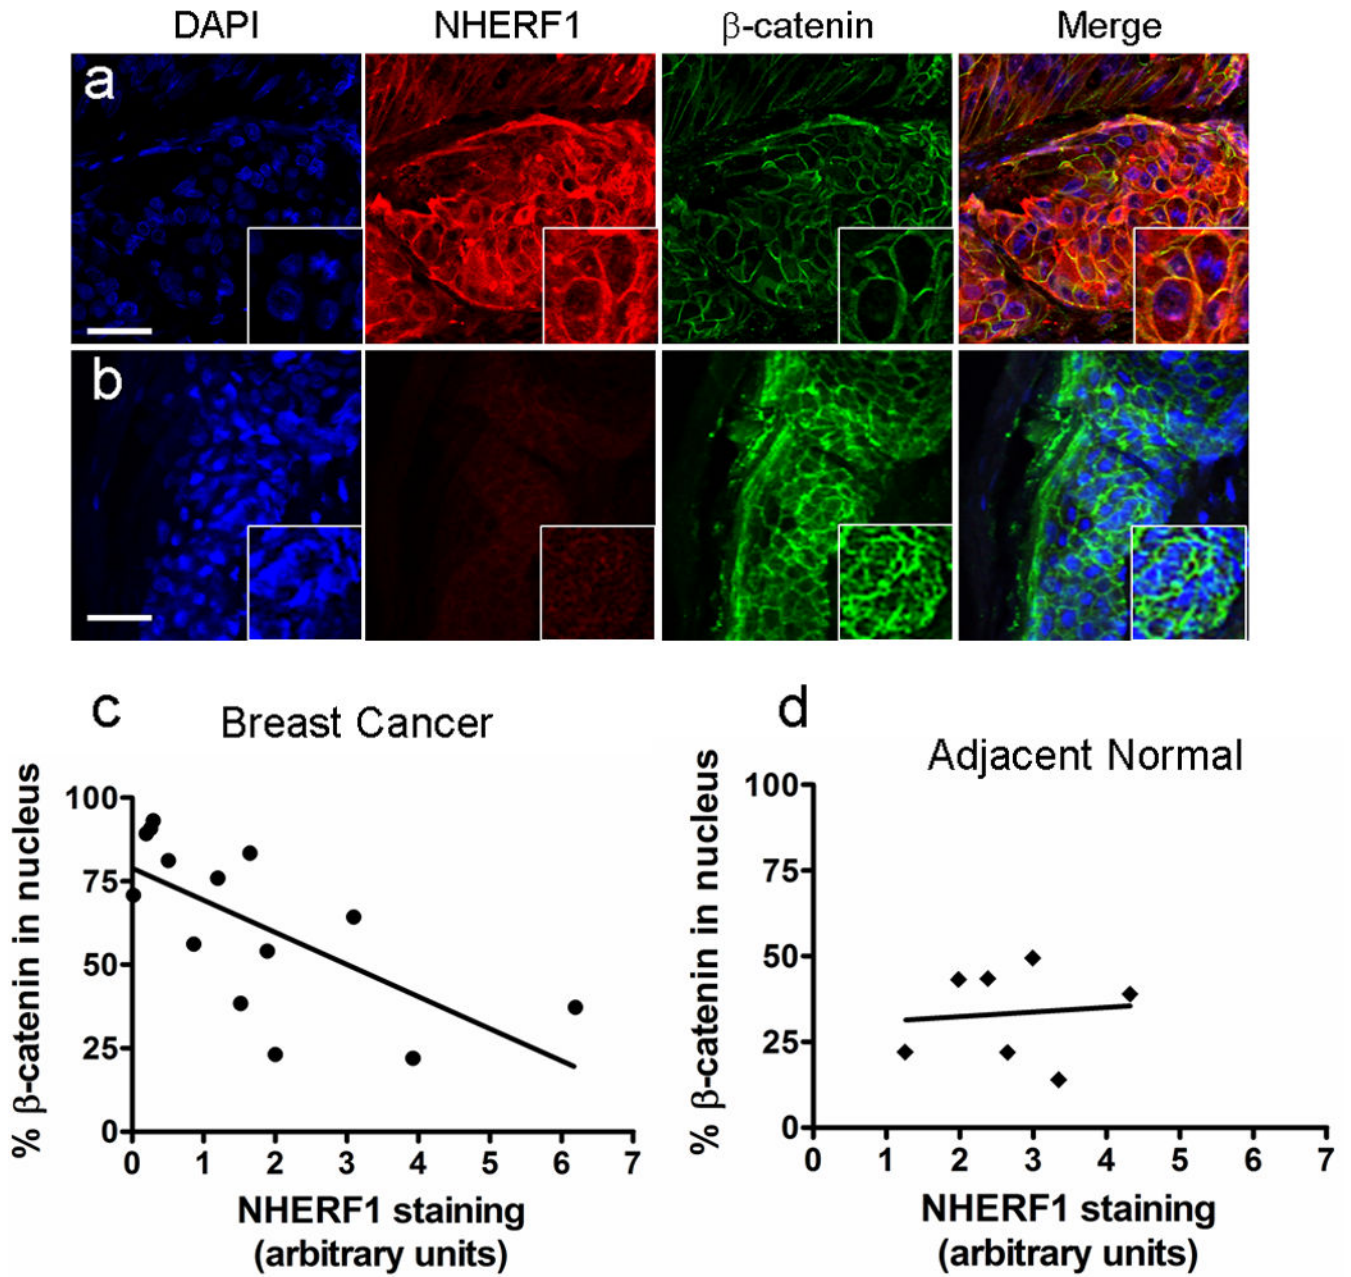 DAPI NHERF1 β-catenin Merge
a
b
c
Breast Cancer
% β-catenin in nucleus
100
75
50
25
0
0 1 2 3 4 5 6 7
NHERF1 staining
(arbitrary units)
d
Adjacent Normal
% β-catenin in nucleus
100
75
50
25
0
0 1 2 3 4 5 6 7
NHERF1 staining
(arbitrary units)